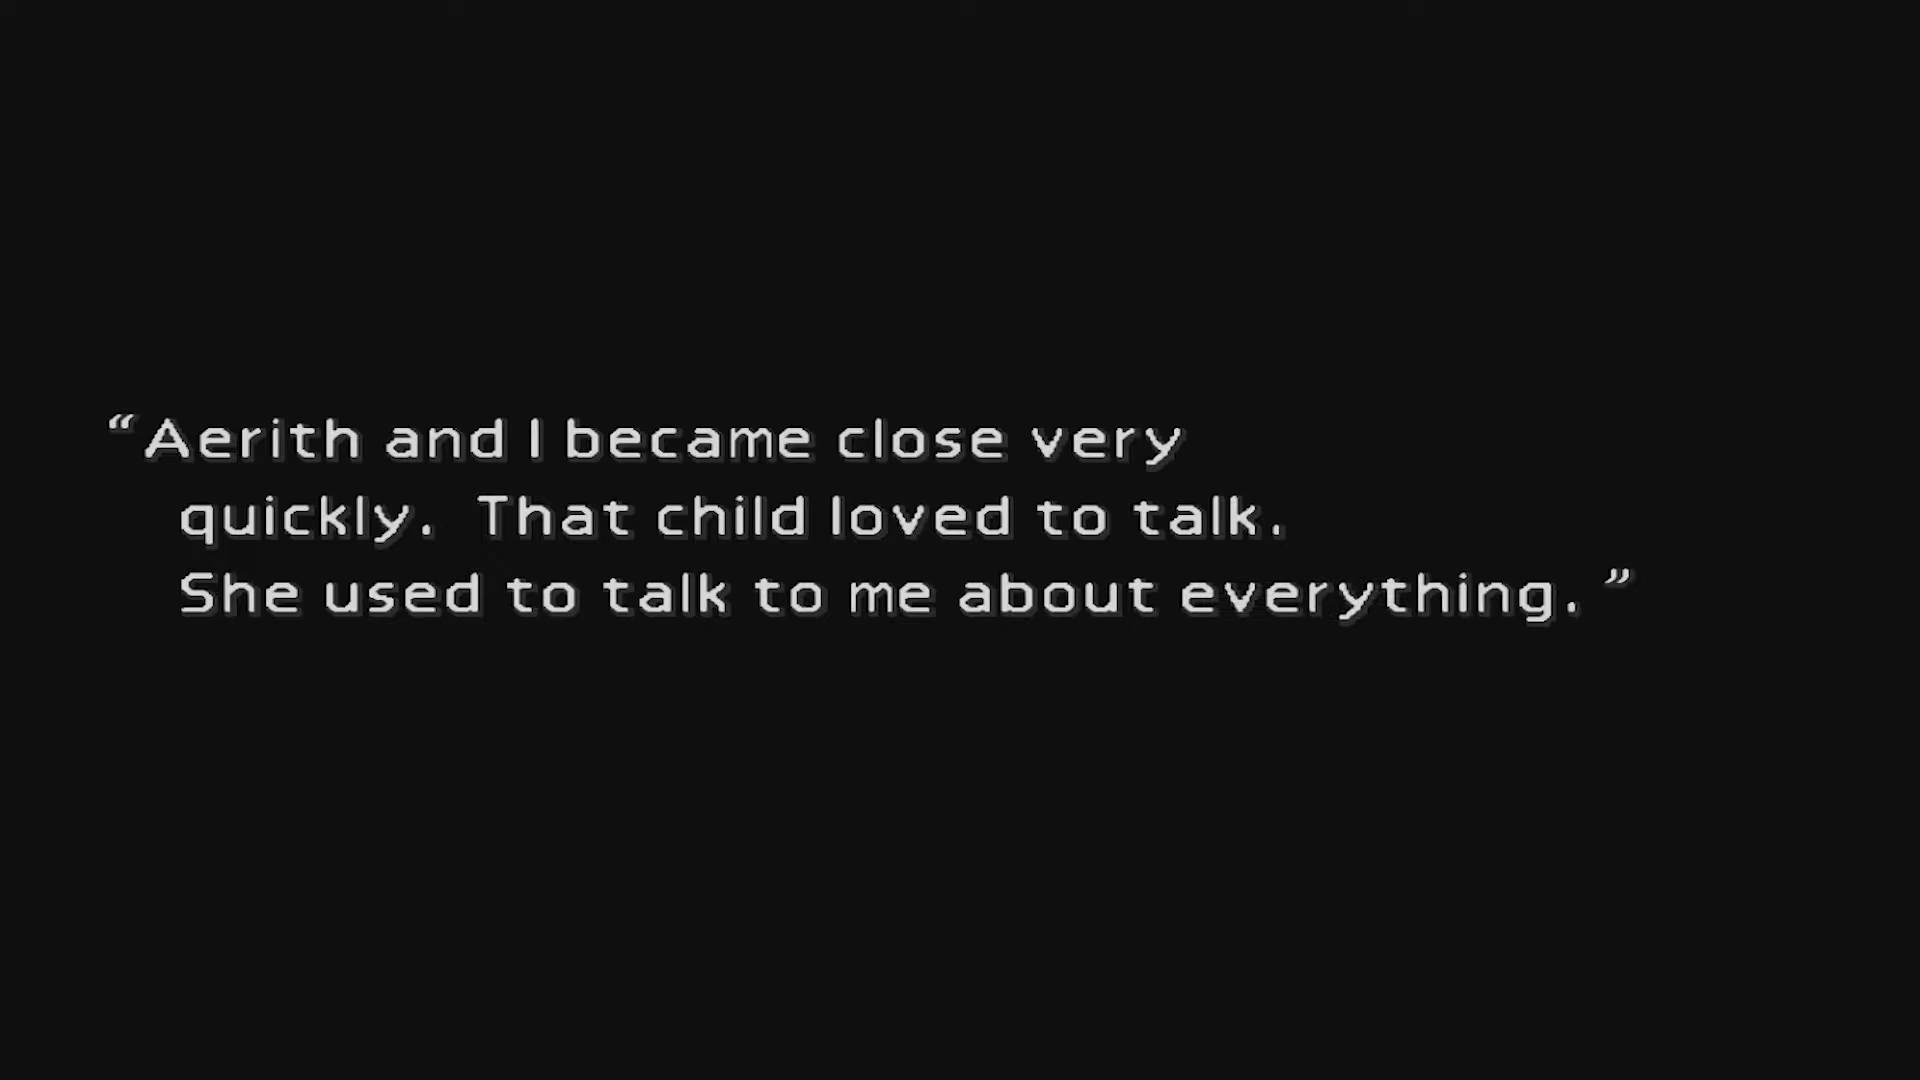 “Aerith and I became close very
quickly. That child loved to talk.
She used to talk to me about everything. ”